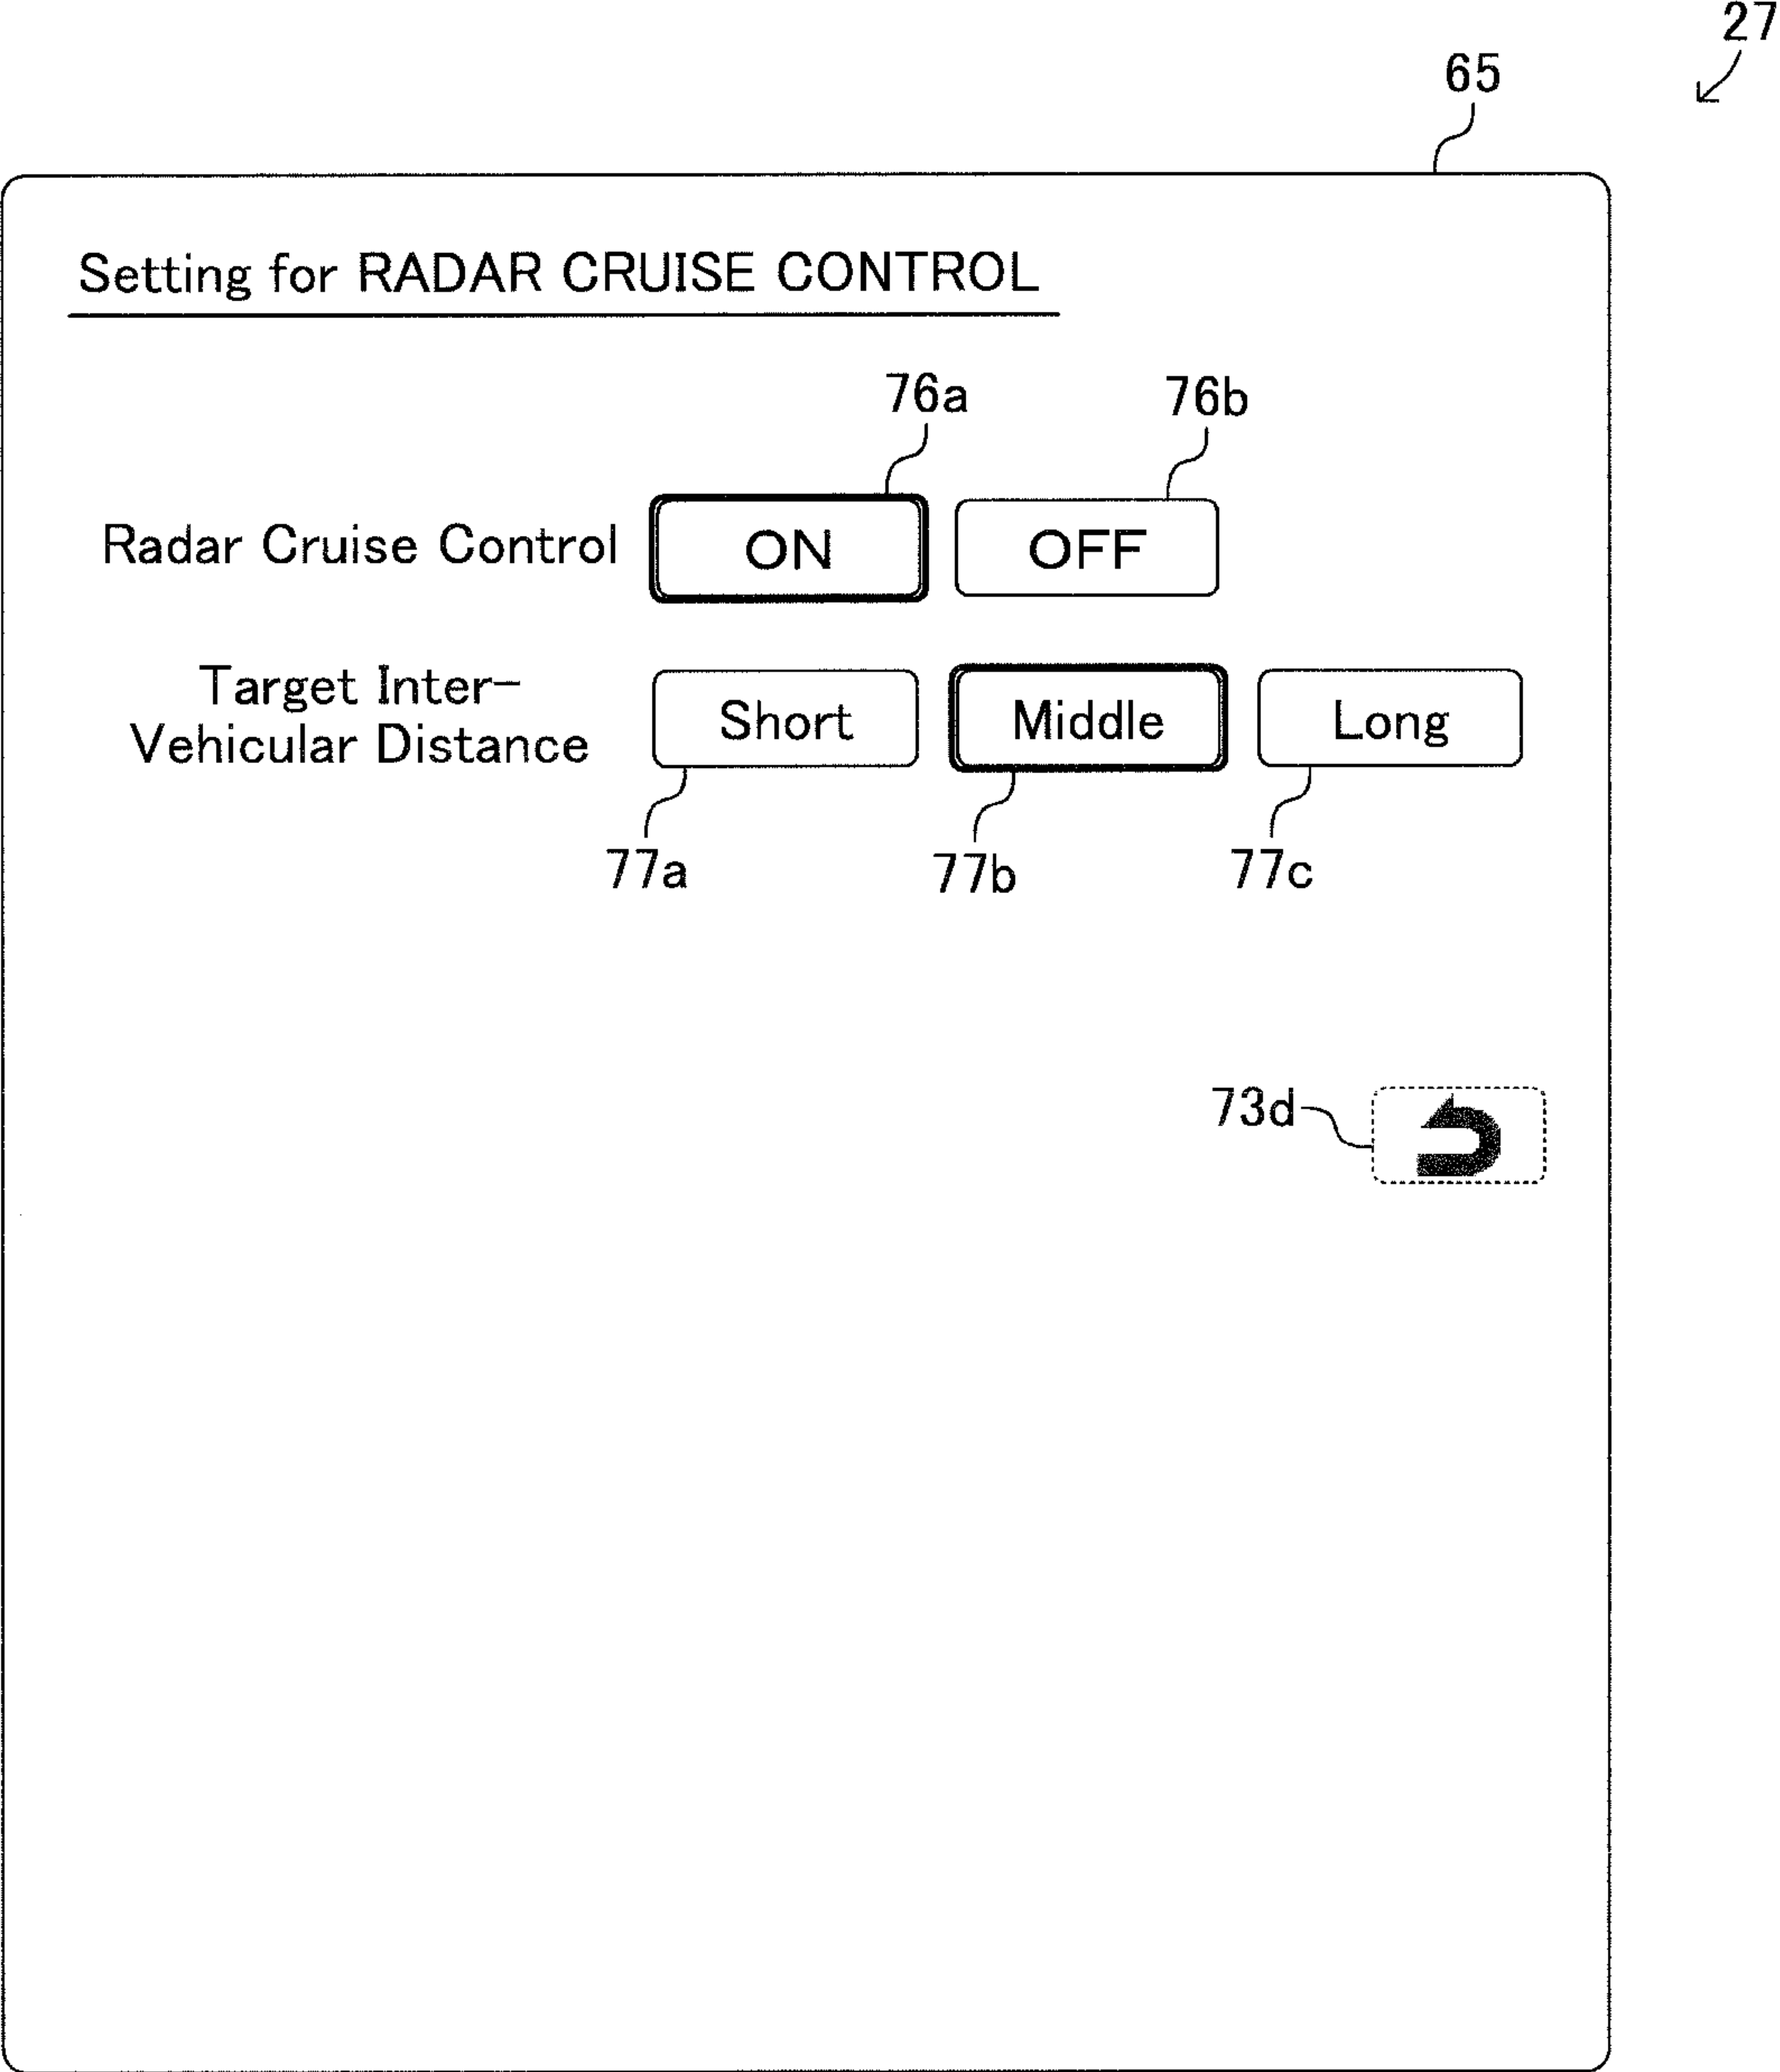 27
65
Setting for RADAR CRUISE CONTROL
76a 76b
Radar Cruise Control ON OFF
Target Inter-
Vehicular Distance Short Middle Long
77a 77b 77c
73d